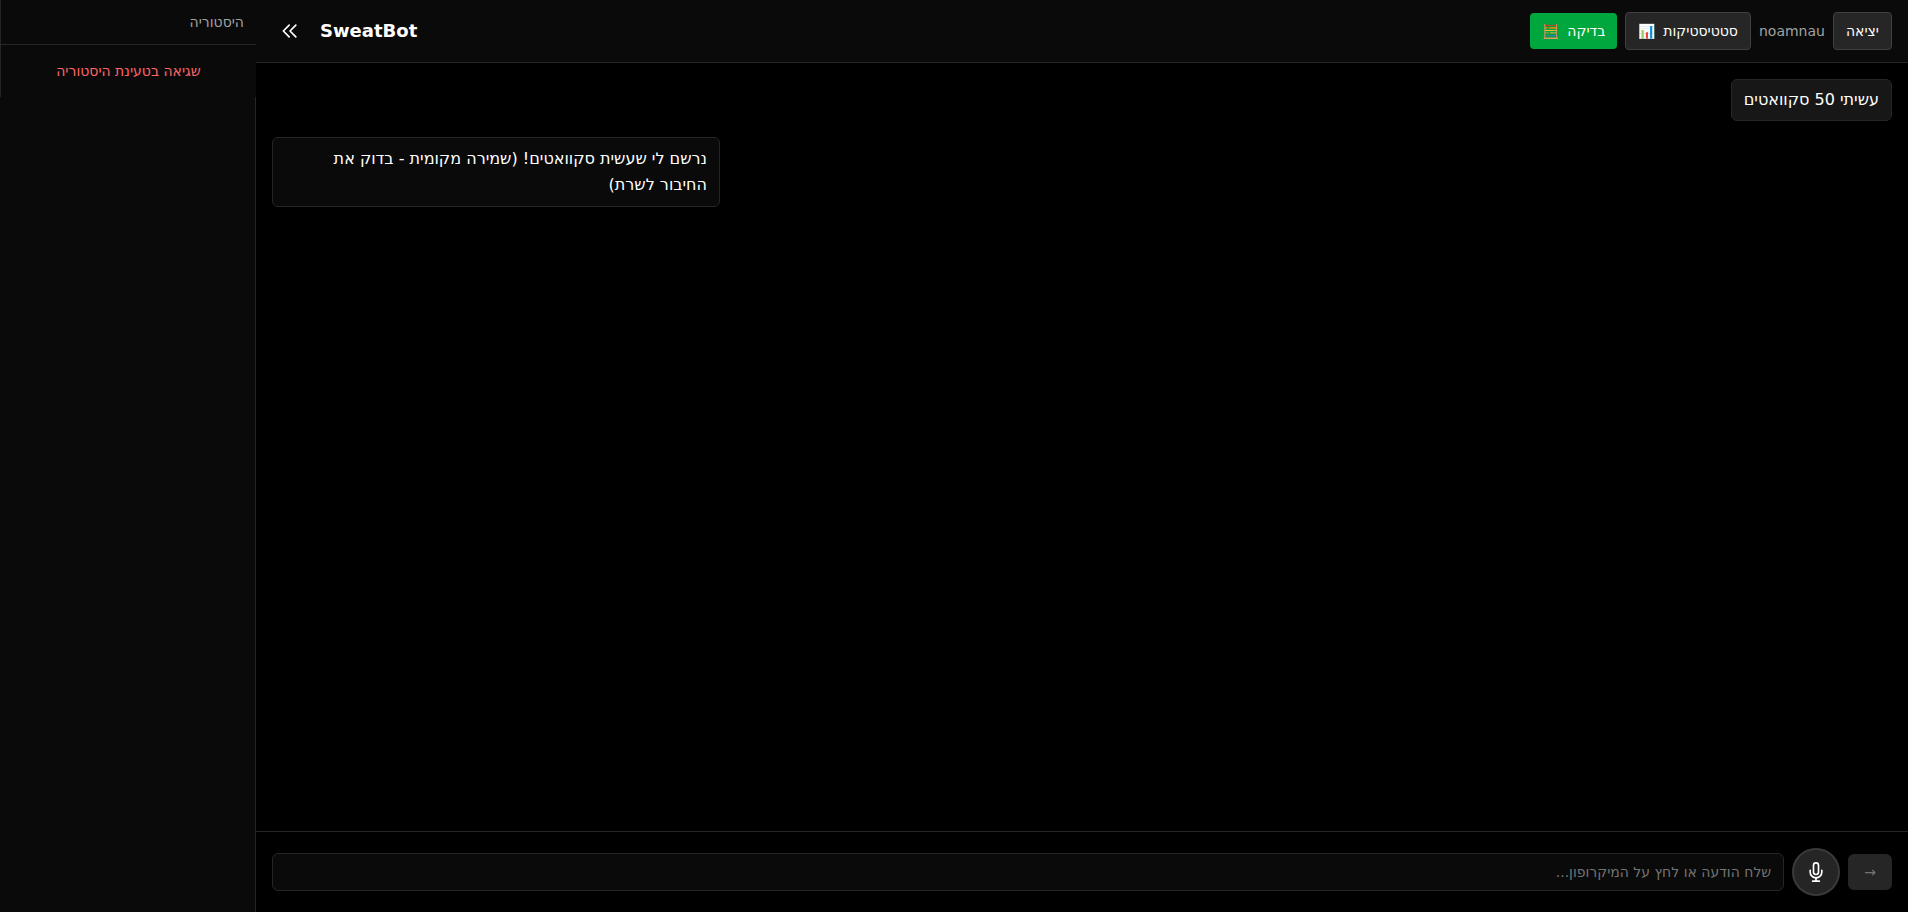 יציאה
noamnau
סטטיסטיקות 📊
בדיקה 🧮
SweatBot
היסטוריה
שגיאה בטעינת היסטוריה
עשיתי 50 סקוואטים
נרשם לי שעשית סקוואטים! (שמירה מקומית - בדוק את
החיבור לשרת)
שלח הודעה או לחץ על המיקרופון...
→